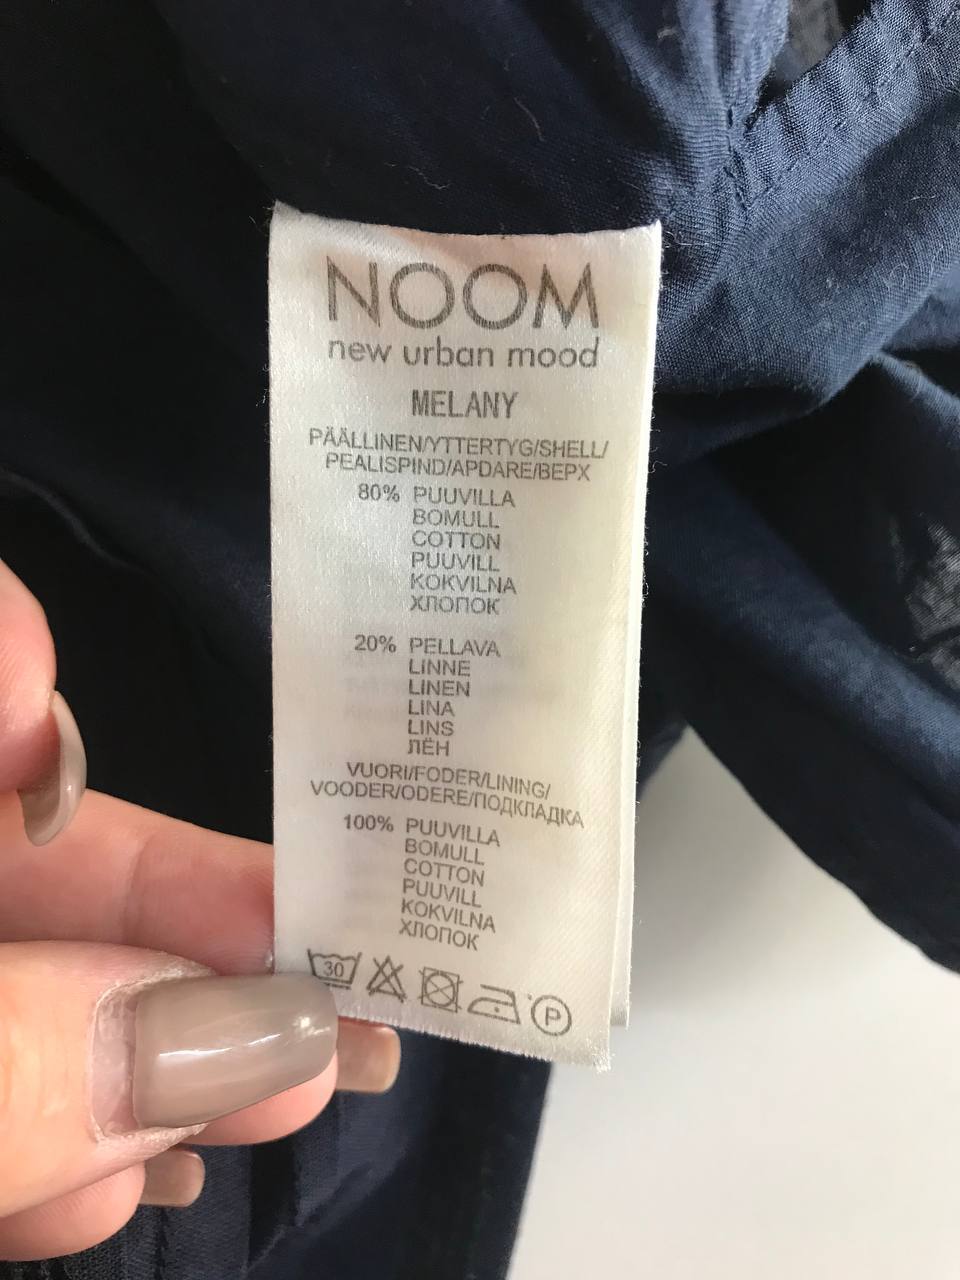 NOOM
new urban mood
MELANY
PÄÄLLINEN/YTTERTYG/SHELL/
PEALISPIND/APDARE/ВЕРХ
80% PUUVILLA
BOMULL
COTTON
PUUVILL
KOKVILNA
ХЛОПОК
20% PELLAVA
LINNE
LINEN
LINA
LINS
ЛЁН
VUORI/FODER/LINING/
VOODER/ODERE/ПОДКЛАДКА
100% PUUVILLA
BOMULL
COTTON
PUUVILL
KOKVILNA
ХЛОПОК
30 P